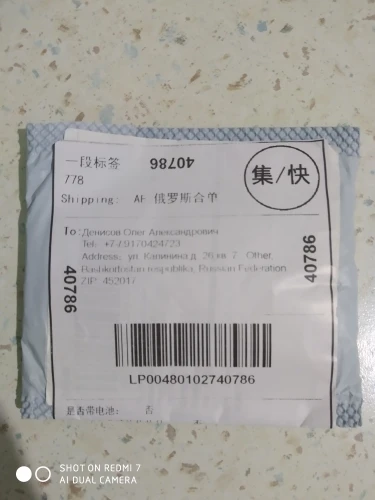 一段标签
40786
778
集/快
Shipping: AF 俄罗斯合单
To: Денисов Олег Александрович
Tel: +7-9170424723
Address: ул. Калинина д. 26 кв. 7, Other,
Bashkortostan respublika, Russian Federation
ZIP: 452017
40786
40786
LP00480102740786
是否带电池: 否
SHOT ON REDMI 7
AI DUAL CAMERA